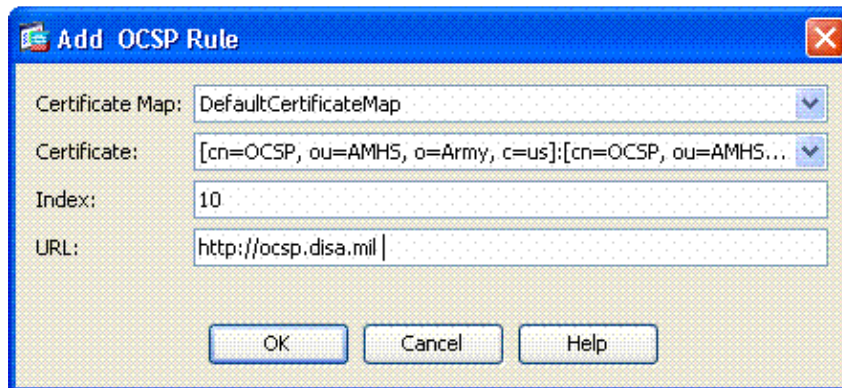 Add OCSP Rule
Certificate Map: DefaultCertificateMap
Certificate: [cn=OCSP, ou=AMHS, o=Army, c=us]:[cn=OCSP, ou=AMHS...
Index: 10
URL: http://ocsp.disa.mil
OK Cancel Help